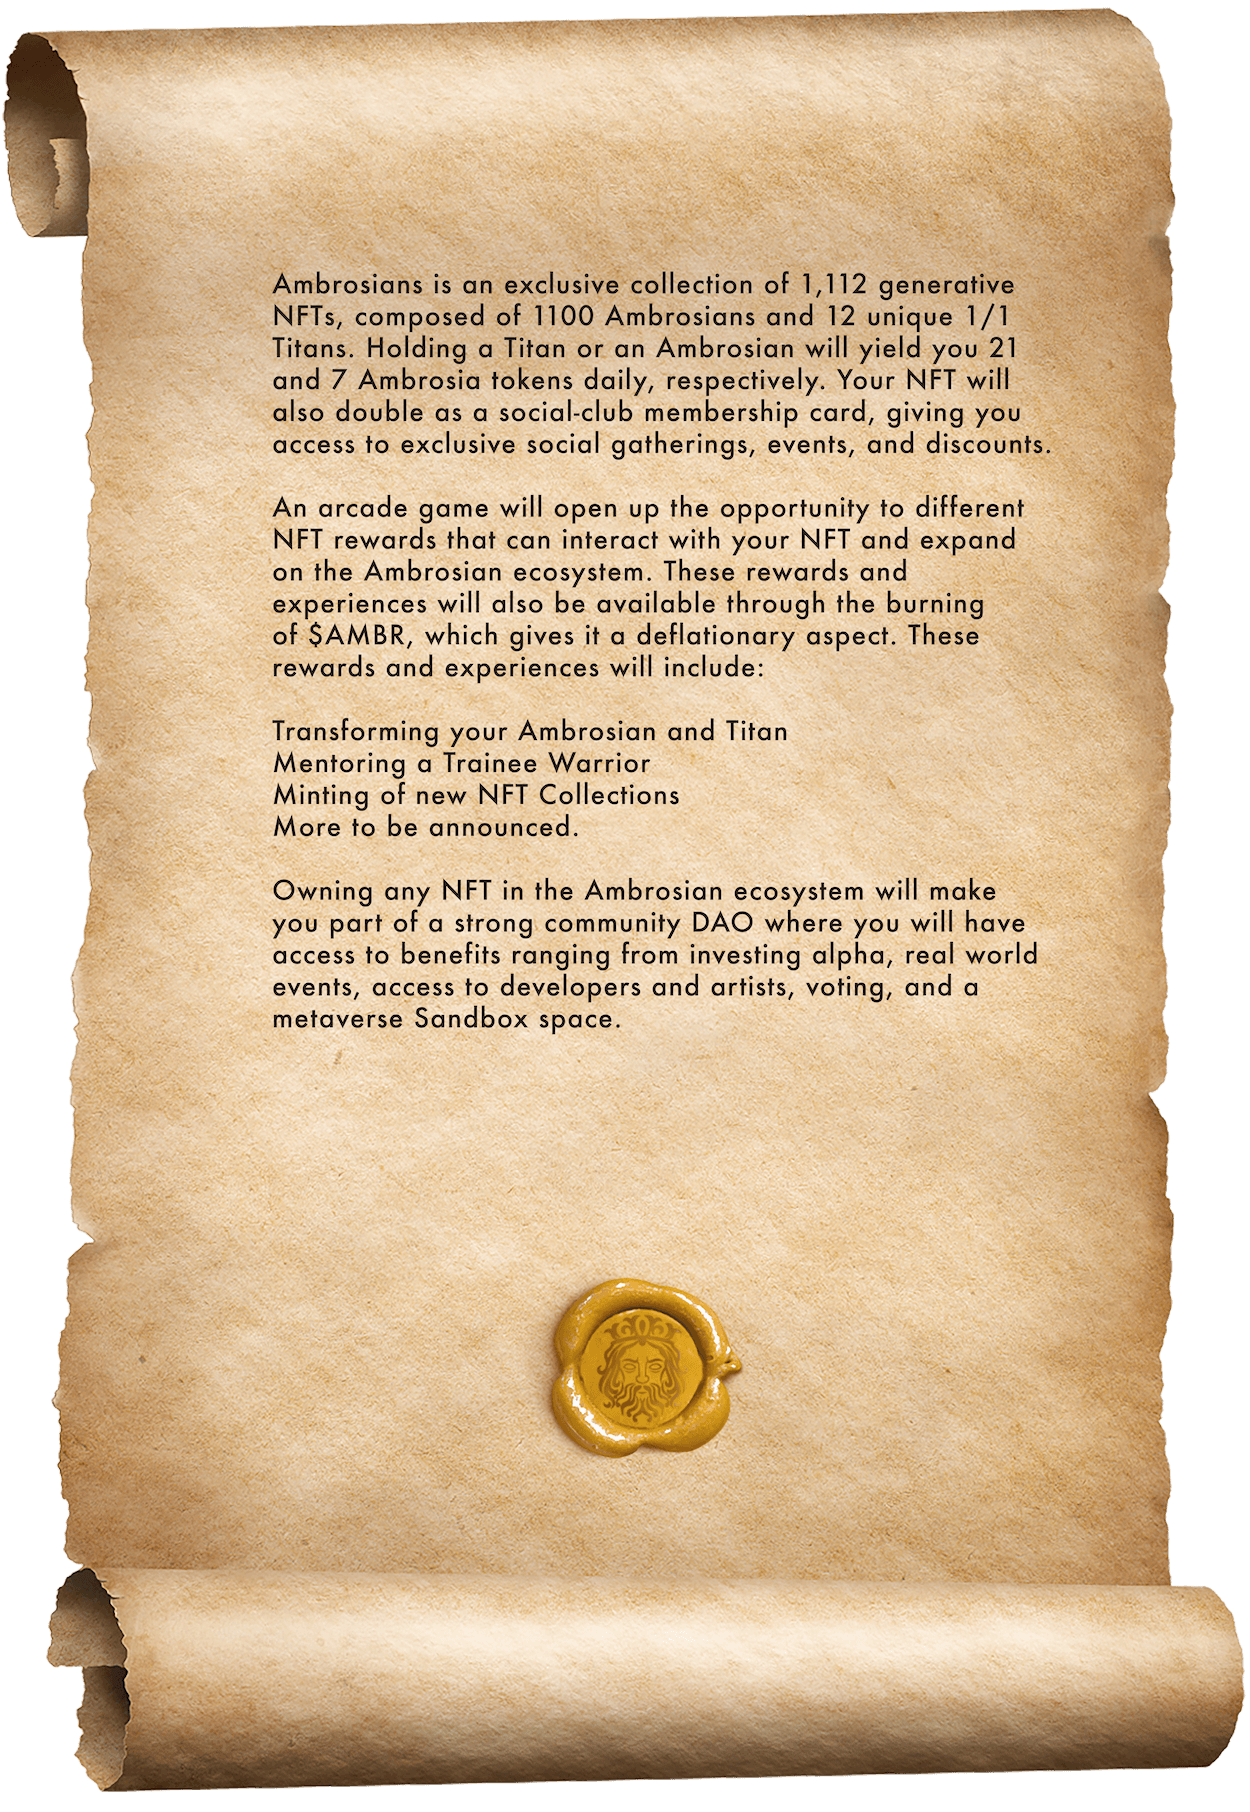 Ambrosians is an exclusive collection of 1,112 generative
NFTs, composed of 1100 Ambrosians and 12 unique 1/1
Titans. Holding a Titan or an Ambrosian will yield you 21
and 7 Ambrosia tokens daily, respectively. Your NFT will
also double as a social-club membership card, giving you
access to exclusive social gatherings, events, and discounts.
An arcade game will open up the opportunity to different
NFT rewards that can interact with your NFT and expand
on the Ambrosian ecosystem. These rewards and
experiences will also be available through the burning
of $AMBR, which gives it a deflationary aspect. These
rewards and experiences will include:
Transforming your Ambrosian and Titan
Mentoring a Trainee Warrior
Minting of new NFT Collections
More to be announced.
Owning any NFT in the Ambrosian ecosystem will make
you part of a strong community DAO where you will have
access to benefits ranging from investing alpha, real world
events, access to developers and artists, voting, and a
metaverse Sandbox space.